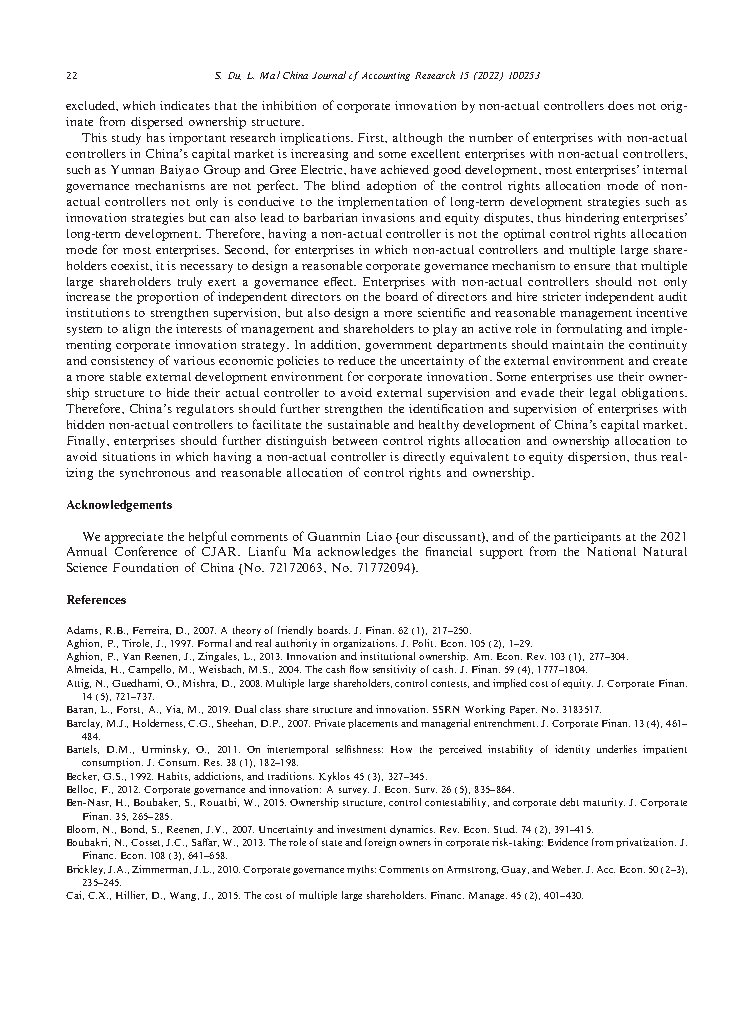 22
S. Du, L. Ma / China Journal of Accounting Research 15 (2022) 100253
excluded, which indicates that the inhibition of corporate innovation by non-actual controllers does not orig-
inate from dispersed ownership structure.
This study has important research implications. First, although the number of enterprises with non-actual
controllers in China's capital market is increasing and some excellent enterprises with non-actual controllers,
such as Yunnan Baiyao Group and Gree Electric, have achieved good development, most enterprises' internal
governance mechanisms are not perfect. The blind adoption of the control rights allocation mode of non-
actual controllers not only is conducive to the implementation of long-term development strategies such as
innovation strategies but can also lead to barbarian invasions and equity disputes, thus hindering enterprises'
long-term development. Therefore, having a non-actual controller is not the optimal control rights allocation
mode for most enterprises. Second, for enterprises in which non-actual controllers and multiple large share-
holders coexist, it is necessary to design a reasonable corporate governance mechanism to ensure that multiple
large shareholders truly exert a governance effect. Enterprises with non-actual controllers should not only
increase the proportion of independent directors on the board of directors and hire stricter independent audit
institutions to strengthen supervision, but also design a more scientific and reasonable management incentive
system to align the interests of management and shareholders to play an active role in formulating and imple-
menting corporate innovation strategy. In addition, government departments should maintain the continuity
and consistency of various economic policies to reduce the uncertainty of the external environment and create
a more stable external development environment for corporate innovation. Some enterprises use their owner-
ship structure to hide their actual controller to avoid external supervision and evade their legal obligations.
Therefore, China's regulators should further strengthen the identification and supervision of enterprises with
hidden non-actual controllers to facilitate the sustainable and healthy development of China's capital market.
Finally, enterprises should further distinguish between control rights allocation and ownership allocation to
avoid situations in which having a non-actual controller is directly equivalent to equity dispersion, thus real-
izing the synchronous and reasonable allocation of control rights and ownership.
Acknowledgements
We appreciate the helpful comments of Guanmin Liao (our discussant), and of the participants at the 2021
Annual Conference of CJAR. Lianfu Ma acknowledges the financial support from the National Natural
Science Foundation of China (No. 72172063, No. 71772094).
References
Adams, R.B., Ferreira, D., 2007. A theory of friendly boards. J. Finan. 62 (1), 217–250.
Aghion, P., Tirole, J., 1997. Formal and real authority in organizations. J. Polit. Econ. 105 (2), 1–29.
Aghion, P., Van Reenen, J., Zingales, L., 2013. Innovation and institutional ownership. Am. Econ. Rev. 103 (1), 277–304.
Almeida, H., Campello, M., Weisbach, M.S., 2004. The cash flow sensitivity of cash. J. Finan. 59 (4), 1777–1804.
Attig, N., Guedhami, O., Mishra, D., 2008. Multiple large shareholders, control contests, and implied cost of equity. J. Corporate Finan.
14 (5), 721–737.
Baran, L., Forst, A., Via, M., 2019. Dual class share structure and innovation. SSRN Working Paper. No. 3183517.
Barclay, M.J., Holderness, C.G., Sheehan, D.P., 2007. Private placements and managerial entrenchment. J. Corporate Finan. 13 (4), 461–
484.
Bartels, D.M., Urminsky, O., 2011. On intertemporal selfishness: How the perceived instability of identity underlies impatient
consumption. J. Consum. Res. 38 (1), 182–198.
Becker, G.S., 1992. Habits, addictions, and traditions. Kyklos 45 (3), 327–345.
Belloc, F., 2012. Corporate governance and innovation: A survey. J. Econ. Surv. 26 (5), 835–864.
Ben-Nasr, H., Boubaker, S., Rouatbi, W., 2015. Ownership structure, control contestability, and corporate debt maturity. J. Corporate
Finan. 35, 265–285.
Bloom, N., Bond, S., Reenen, J.V., 2007. Uncertainty and investment dynamics. Rev. Econ. Stud. 74 (2), 391–415.
Boubakri, N., Cosset, J.C., Saffar, W., 2013. The role of state and foreign owners in corporate risk-taking: Evidence from privatization. J.
Financ. Econ. 108 (3), 641–658.
Brickley, J.A., Zimmerman, J.L., 2010. Corporate governance myths: Comments on Armstrong, Guay, and Weber. J. Acc. Econ. 50 (2–3),
235–245.
Cai, C.X., Hillier, D., Wang, J., 2015. The cost of multiple large shareholders. Financ. Manage. 45 (2), 401–430.